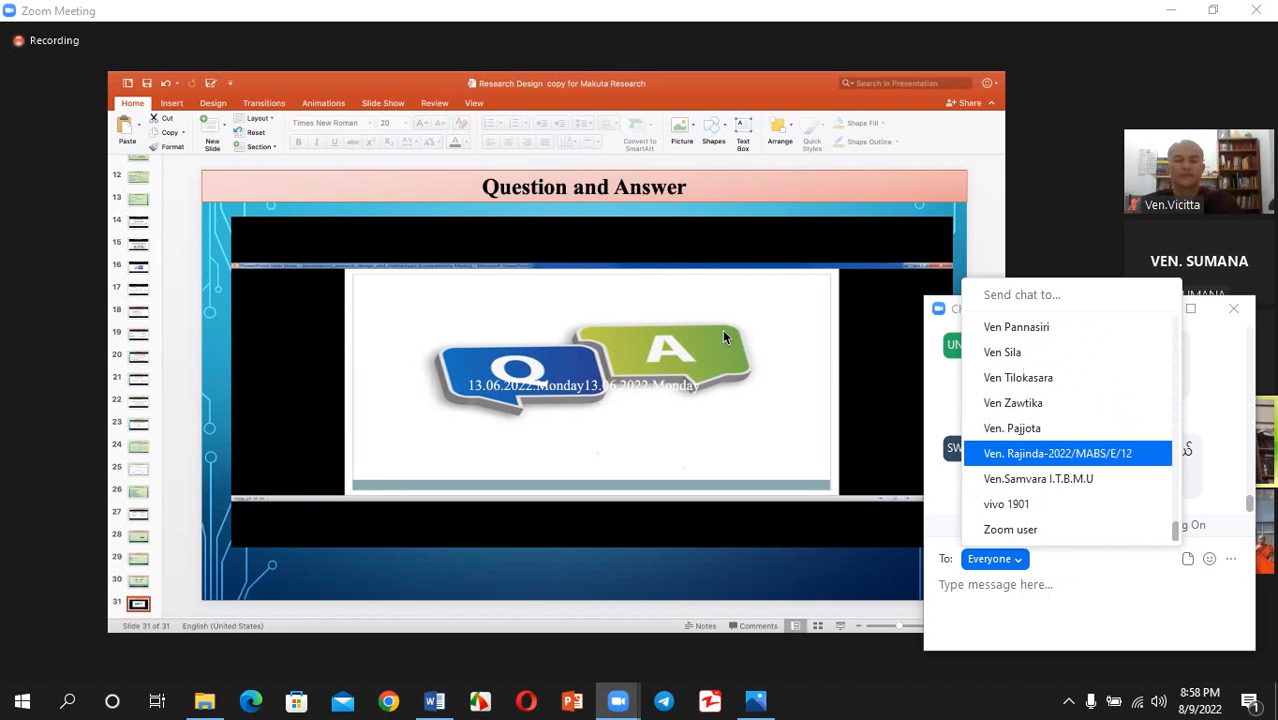 Zoom Meeting
Recording
Research Design copy for Makuta Research
Search in Presentation
Home Insert Design Transitions Animations Slide Show Review View
Share
Paste
Cut
Copy
Format
New Slide
Layout
Reset
Section
Times New Roman 20
Convert to SmartArt
Picture
Shapes
Text Box
Arrange
Quick Styles
Shape Fill
Shape Outline
12
13
14
15
16
17
18
19
20
21
22
23
24
25
26
27
28
29
30
31
Question and Answer
Q A
13.06.2022.Monday13.06.2022.Monday
Slide 31 of 31 English (United States)
Notes Comments
Ven.Vicitta
VEN. SUMANA
SUMANA
Send chat to...
Ven Pannasiri
Ven Sila
Ven Tilokasara
Ven Zawtika
Ven. Pajjota
Ven. Rajinda-2022/MABS/E/12
Ven.Samvara I.T.B.M.U
vivo 1901
Zoom user
UN
SW
g On
To: Everyone
Type message here...
8:58 PM
8/9/2022
1